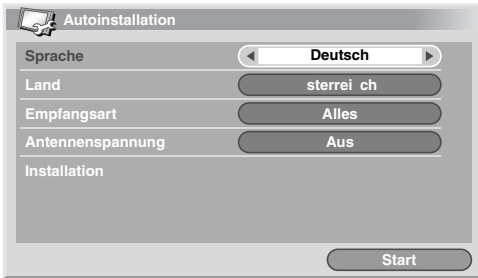 Autoinstallation
Sprache Deutsch
Land sterrei ch
Empfangsart Alles
Antennenspannung Aus
Installation
Start